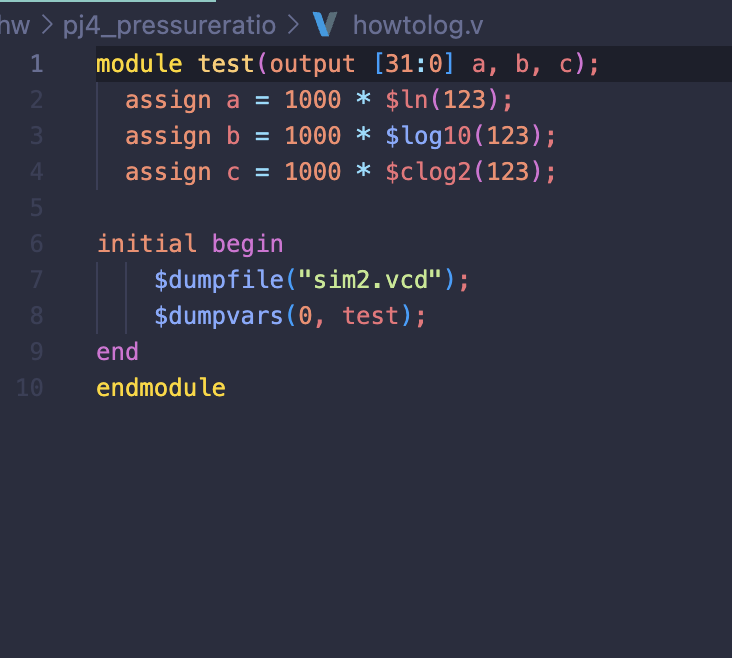 hw > pj4_pressureratio > howtolog.v
1 module test(output [31:0] a, b, c);
2 assign a = 1000 * $ln(123);
3 assign b = 1000 * $log10(123);
4 assign c = 1000 * $clog2(123);
5
6 initial begin
7 $dumpfile("sim2.vcd");
8 $dumpvars(0, test);
9 end
10 endmodule